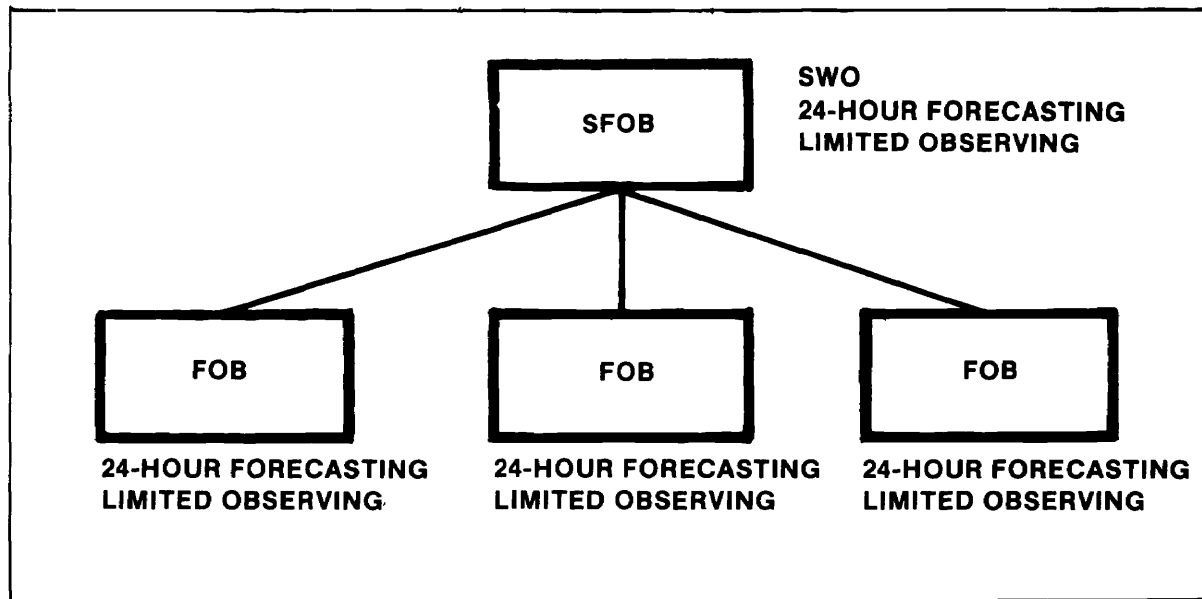 SFOB
SWO
24-HOUR FORECASTING
LIMITED OBSERVING
FOB
FOB
FOB
24-HOUR FORECASTING
LIMITED OBSERVING
24-HOUR FORECASTING
LIMITED OBSERVING
24-HOUR FORECASTING
LIMITED OBSERVING